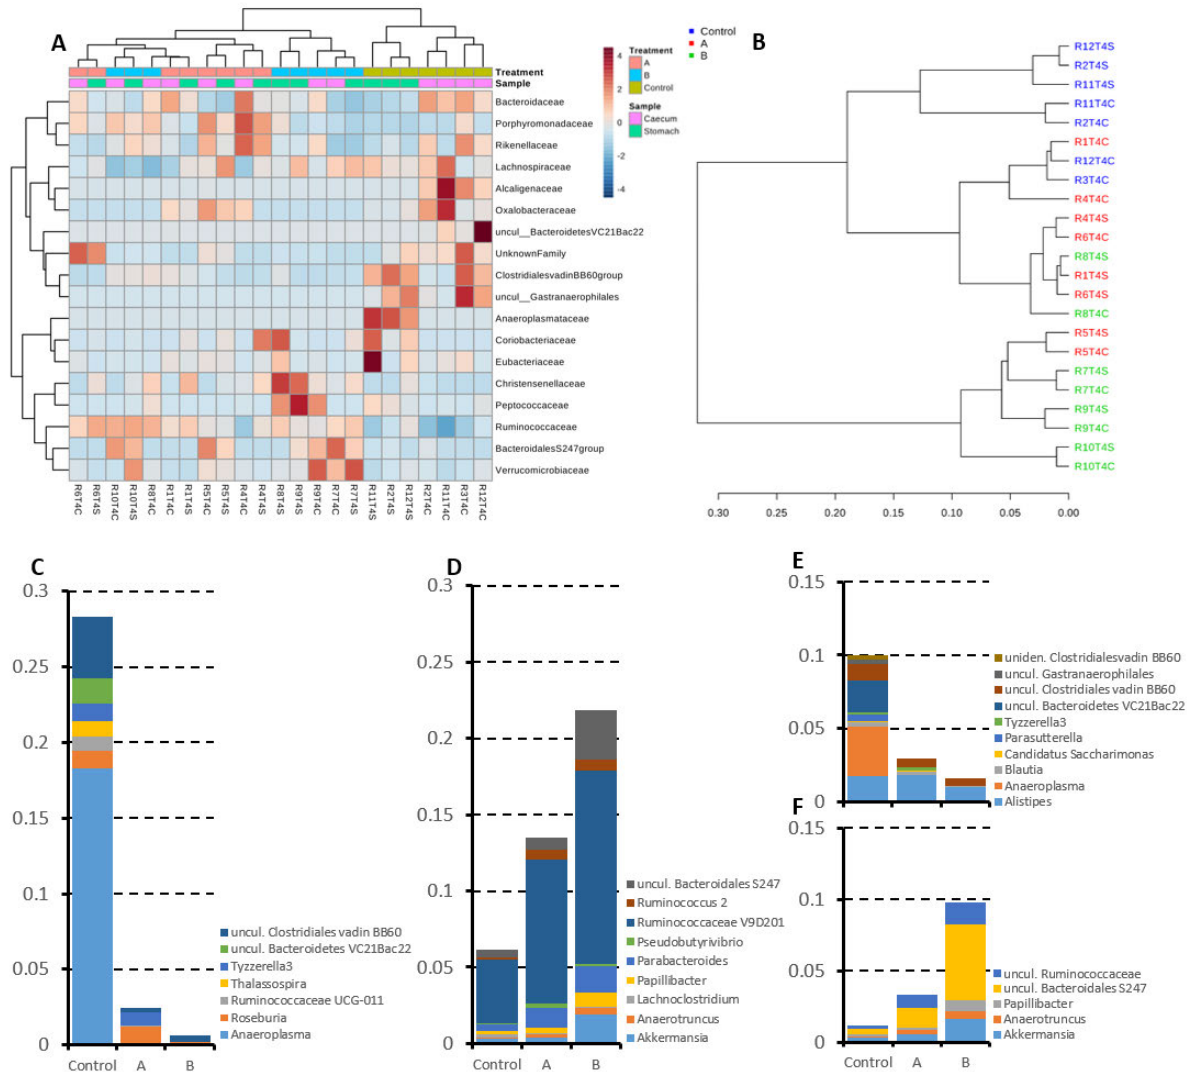 A
4
2
0
-2
-4
Treatment
A
B
Control
Sample
Caecum
Stomach
Treatment
Sample
Bacteroidaceae
Porphyromonadaceae
Rikenellaceae
Lachnospiraceae
Alcaligenaceae
Oxalobacteraceae
uncul__BacteroidetesVC21Bac22
UnknownFamily
ClostridialesvadinBB60group
uncul__Gastranaerophilales
Anaeroplasmataceae
Coriobacteriaceae
Eubacteriaceae
Christensenellaceae
Peptococcaceae
Ruminococcaceae
BacteroidalesS247group
Verrucomicrobiaceae
R6T4C
R6T4S
R10T4C
R10T4S
R8T4C
R1T4C
R1T4S
R5T4C
R5T4S
R4T4C
R4T4S
R8T4S
R9T4S
R9T4C
R7T4C
R7T4S
R11T4S
R2T4S
R12T4S
R2T4C
R11T4C
R3T4C
R12T4C
Control
A
B
B
R12T4S
R2T4S
R11T4S
R11T4C
R2T4C
R1T4C
R12T4C
R3T4C
R4T4C
R4T4S
R6T4C
R8T4S
R1T4S
R6T4S
R8T4C
R5T4S
R5T4C
R7T4S
R7T4C
R9T4S
R9T4C
R10T4S
R10T4C
0.30 0.25 0.20 0.15 0.10 0.05 0.00
C
0.3
0.25
0.2
0.15
0.1
0.05
0
Control A B
uncul. Clostridiales vadin BB60
uncul. Bacteroidetes VC21Bac22
Tyzzerella3
Thalassospira
Ruminococcaceae UCG-011
Roseburia
Anaeroplasma
D
0.3
0.25
0.2
0.15
0.1
0.05
0
Control A B
uncul. Bacteroidales S247
Ruminococcus 2
Ruminococcaceae V9D201
Pseudobutyrivibrio
Parabacteroides
Papillibacter
Lachnoclostridium
Anaerotruncus
Akkermansia
E
0.15
0.1
0.05
0
uniden. Clostridialesvadin BB60
uncul. Gastranaerophilales
uncul. Clostridiales vadin BB60
uncul. Bacteroidetes VC21Bac22
Tyzzerella3
Parasutterella
Candidatus Saccharimonas
Blautia
Anaeroplasma
Alistipes
F
0.15
0.1
0.05
0
Control A B
uncul. Ruminococcaceae
uncul. Bacteroidales S247
Papillibacter
Anaerotruncus
Akkermansia